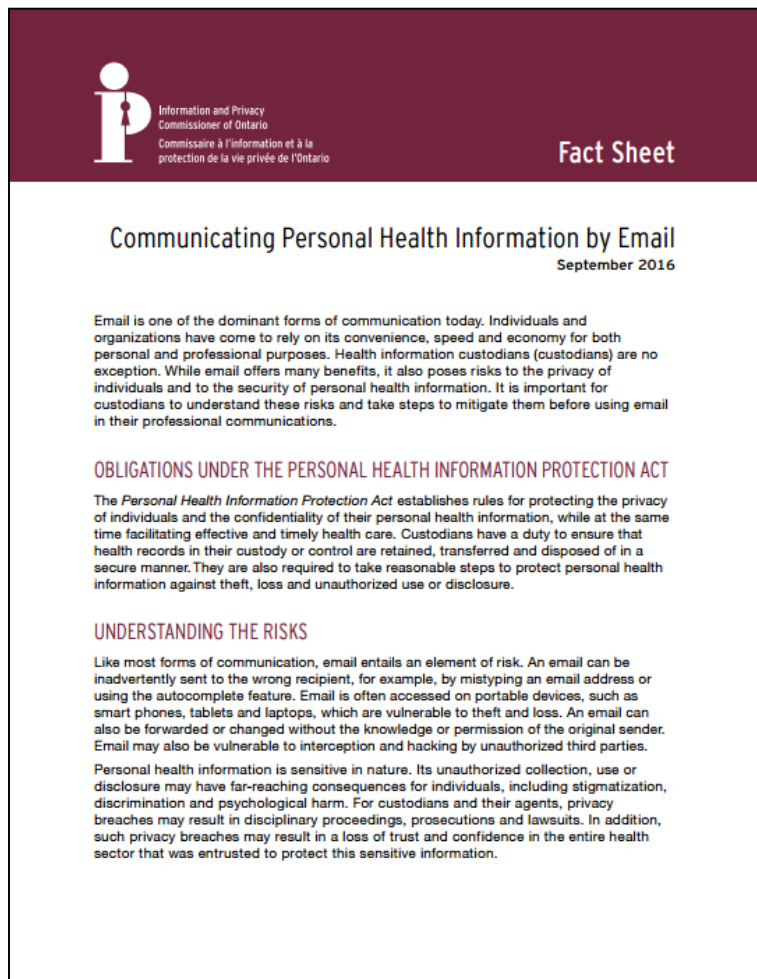 Information and Privacy
Commissioner of Ontario
Commissaire à l'information et à la
protection de la vie privée de l'Ontario
Fact Sheet
Communicating Personal Health Information by Email
September 2016
Email is one of the dominant forms of communication today. Individuals and
organizations have come to rely on its convenience, speed and economy for both
personal and professional purposes. Health information custodians (custodians) are no
exception. While email offers many benefits, it also poses risks to the privacy of
individuals and to the security of personal health information. It is important for
custodians to understand these risks and take steps to mitigate them before using email
in their professional communications.
OBLIGATIONS UNDER THE PERSONAL HEALTH INFORMATION PROTECTION ACT
The Personal Health Information Protection Act establishes rules for protecting the privacy
of individuals and the confidentiality of their personal health information, while at the same
time facilitating effective and timely health care. Custodians have a duty to ensure that
health records in their custody or control are retained, transferred and disposed of in a
secure manner. They are also required to take reasonable steps to protect personal health
information against theft, loss and unauthorized use or disclosure.
UNDERSTANDING THE RISKS
Like most forms of communication, email entails an element of risk. An email can be
inadvertently sent to the wrong recipient, for example, by mistyping an email address or
using the autocomplete feature. Email is often accessed on portable devices, such as
smart phones, tablets and laptops, which are vulnerable to theft and loss. An email can
also be forwarded or changed without the knowledge or permission of the original sender.
Email may also be vulnerable to interception and hacking by unauthorized third parties.
Personal health information is sensitive in nature. Its unauthorized collection, use or
disclosure may have far-reaching consequences for individuals, including stigmatization,
discrimination and psychological harm. For custodians and their agents, privacy
breaches may result in disciplinary proceedings, prosecutions and lawsuits. In addition,
such privacy breaches may result in a loss of trust and confidence in the entire health
sector that was entrusted to protect this sensitive information.